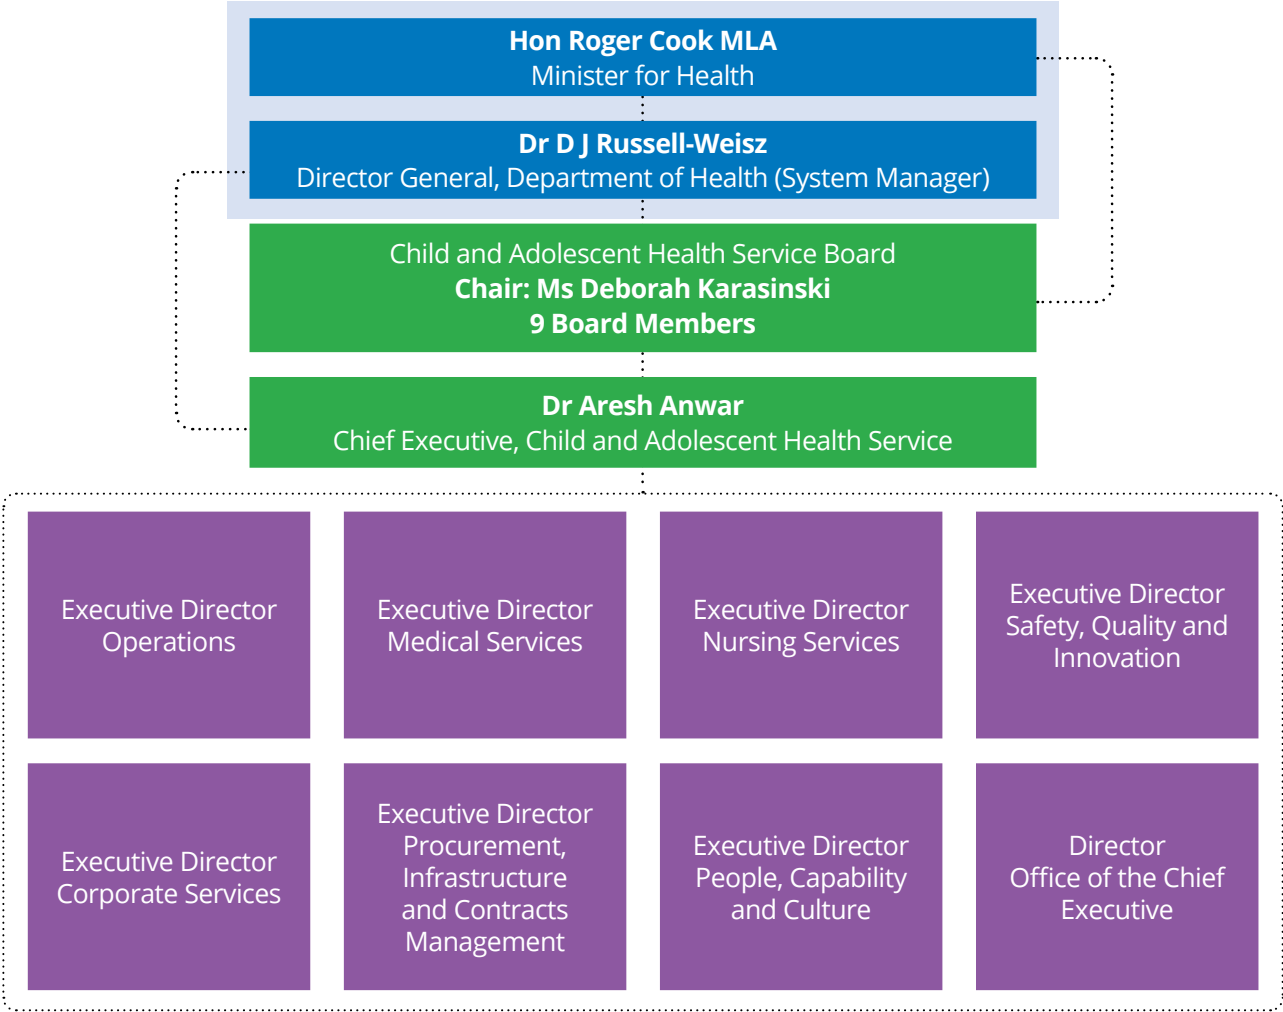 Hon Roger Cook MLA
Minister for Health
Dr D J Russell-Weisz
Director General, Department of Health (System Manager)
Child and Adolescent Health Service Board
Chair: Ms Deborah Karasinski
9 Board Members
Dr Aresh Anwar
Chief Executive, Child and Adolescent Health Service
Executive Director
Operations
Executive Director
Medical Services
Executive Director
Nursing Services
Executive Director
Safety, Quality and
Innovation
Executive Director
Corporate Services
Executive Director
Procurement,
Infrastructure
and Contracts
Management
Executive Director
People, Capability
and Culture
Director
Office of the Chief
Executive